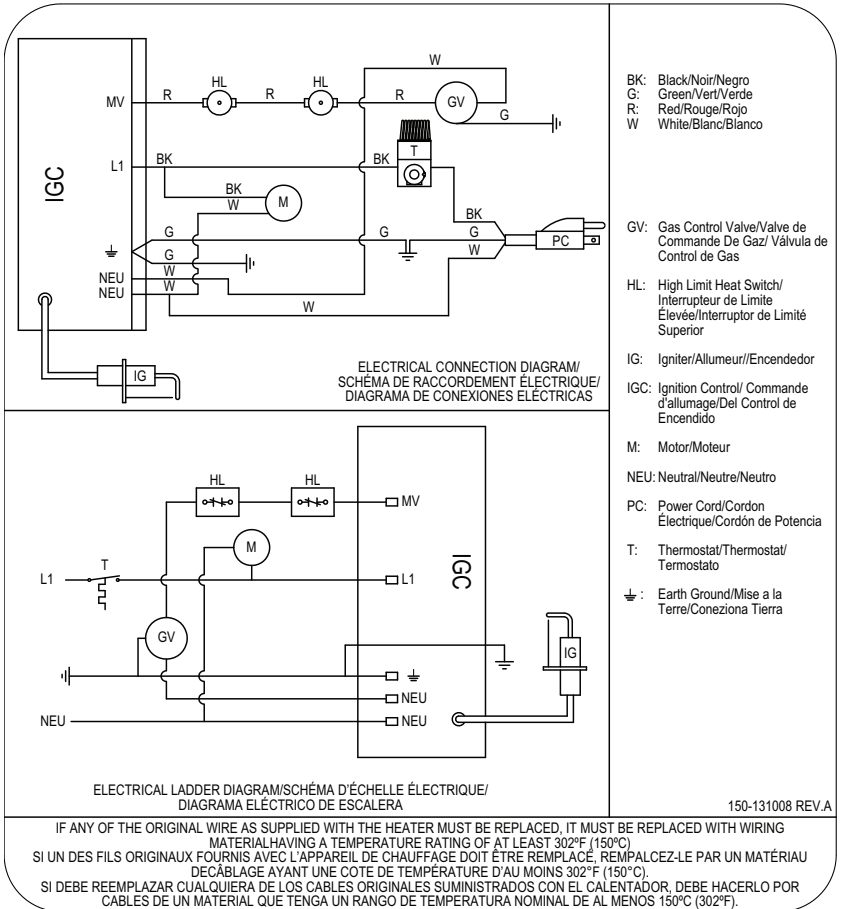 IGC
MV
R
HL
R
HL
R
W
GV
G
L1
BK
BK
T
BK
W
M
BK
G
W
PC
G
G
G
NEU
W
NEU
W
W
IG
ELECTRICAL CONNECTION DIAGRAM/
SCHÉMA DE RACCORDEMENT ÉLECTRIQUE/
DIAGRAMA DE CONEXIONES ELÉCTRICAS
HL
HL
MV
M
IGC
L1
T
L1
GV
IG
NEU
NEU
NEU
ELECTRICAL LADDER DIAGRAM/SCHÉMA D'ÉCHELLE ÉLECTRIQUE/
DIAGRAMA ELÉCTRICO DE ESCALERA
BK: Black/Noir/Negro
G: Green/Vert/Verde
R: Red/Rouge/Rojo
W White/Blanc/Blanco
GV: Gas Control Valve/Valve de
Commande De Gaz/ Válvula de
Control de Gas
HL: High Limit Heat Switch/
Interrupteur de Limite
Élevée/Interruptor de Limité
Superior
IG: Igniter/Allumeur//Encendedor
IGC: Ignition Control/ Commande
d'allumage/Del Control de
Encendido
M: Motor/Moteur
NEU: Neutral/Neutre/Neutro
PC: Power Cord/Cordon
Électrique/Cordón de Potencia
T: Thermostat/Thermostat/
Termostato
⏚ : Earth Ground/Mise a la
Terre/Coneziona Tierra
150-131008 REV.A
IF ANY OF THE ORIGINAL WIRE AS SUPPLIED WITH THE HEATER MUST BE REPLACED, IT MUST BE REPLACED WITH WIRING
MATERIALHAVING A TEMPERATURE RATING OF AT LEAST 302ºF (150ºC)
SI UN DES FILS ORIGINAUX FOURNIS AVEC L'APPAREIL DE CHAUFFAGE DOIT ÊTRE REMPLACÉ, REMPALCEZ-LE PAR UN MATÉRIAU
DECÂBLAGE AYANT UNE COTE DE TEMPÉRATURE D'AU MOINS 302°F (150°C).
SI DEBE REEMPLAZAR CUALQUIERA DE LOS CABLES ORIGINALES SUMINISTRADOS CON EL CALENTADOR, DEBE HACERLO POR
CABLES DE UN MATERIAL QUE TENGA UN RANGO DE TEMPERATURA NOMINAL DE AL MENOS 150ºC (302ºF).